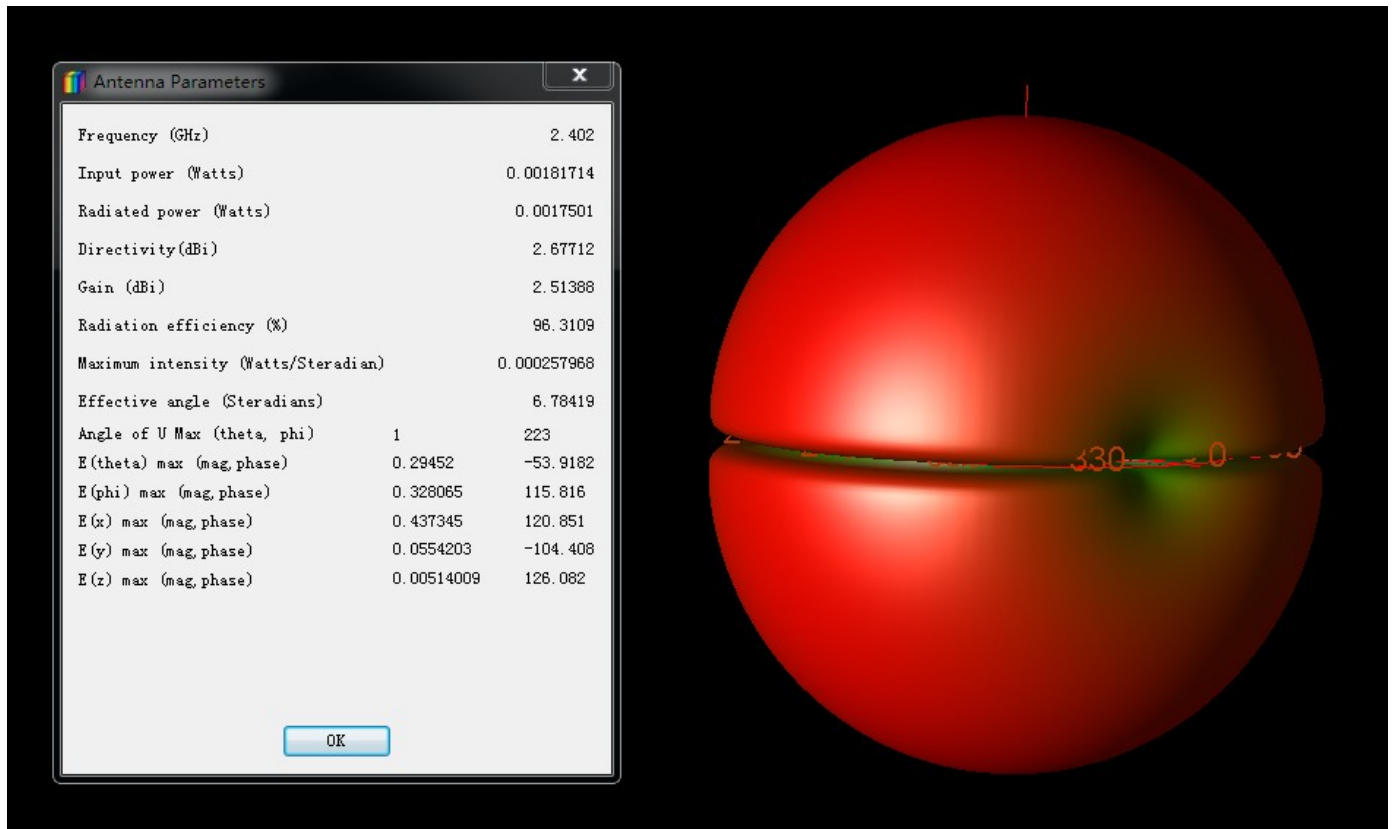 Antenna Parameters
Frequency (GHz) 2.402
Input power (Watts) 0.00181714
Radiated power (Watts) 0.0017501
Directivity(dBi) 2.67712
Gain (dBi) 2.51388
Radiation efficiency (%) 96.3109
Maximum intensity (Watts/Steradian) 0.000257968
Effective angle (Steradians) 6.78419
Angle of U Max (theta, phi) 1 223
E(theta) max (mag,phase) 0.29452 -53.9182
E(phi) max (mag,phase) 0.328065 115.816
E(x) max (mag,phase) 0.437345 120.851
E(y) max (mag,phase) 0.0554203 -104.408
E(z) max (mag,phase) 0.00514009 126.082
OK
330 0